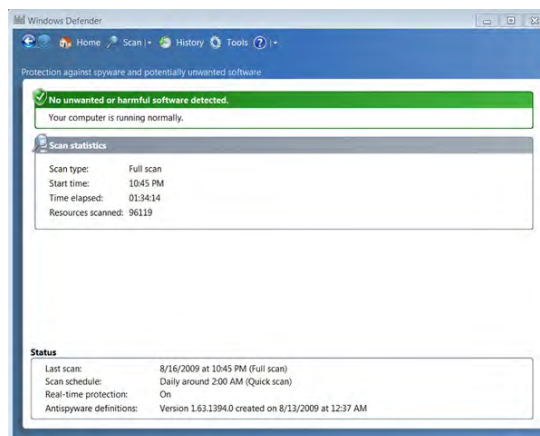 Windows Defender
Home Scan History Tools
Protection against spyware and potentially unwanted software
No unwanted or harmful software detected.
Your computer is running normally.
Scan statistics
Scan type: Full scan
Start time: 10:45 PM
Time elapsed: 01:34:14
Resources scanned: 96119
Status
Last scan: 8/16/2009 at 10:45 PM (Full scan)
Scan schedule: Daily around 2:00 AM (Quick scan)
Real-time protection: On
Antispyware definitions: Version 1.63.1394.0 created on 8/13/2009 at 12:37 AM